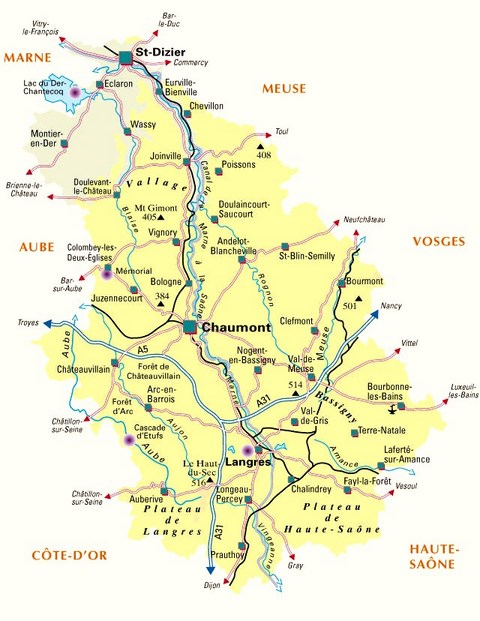 Vitry-
le-François
Bar-
le-Duc
St-Dizier
Commercy
MARNE
Lac du Der-
Chantecoq
Eclaron
Eurville-
Bienville
MEUSE
Chevillon
Wassy
Montier-
en-Der
Toul
408
Joinville
Poissons
Brienne-le-
Château
Doulevant-
le-Château
Vallage
Canal de la Marne à la Saône
Mt Gimont
405
Blaise
Doulaincourt-
Saucourt
Neufchâteau
Vignory
Andelot-
Blancheville
AUBE
Colombey-les-
Deux-Églises
St-Blin-Semilly
VOSGES
Mémorial
Bar-
sur-Aube
Bologne
Rognon
Bourmont
Juzennecourt
384
501
Nancy
Troyes
Chaumont
Clefmont
Aube
A5
Meuse
Vittel
Nogent-
en-Bassigny
Val-de-
Meuse
Châteauvillain
Forêt de
Châteauvillain
Marne
514
Bourbonne-
les-Bains
Luxeuil-
les-Bains
Arc-en-
Barrois
A31
Bassigny
Forêt
d'Arc
Châtillon-
sur-Seine
Aujon
Val-
de-Gris
Cascade
d'Etufs
Terre-Natale
Aube
Amance
Laferté-
sur-Amance
Le Haut-
du-Sec
516
Langres
Châtillon-
sur-Seine
Auberive
Longeau-
Percey
Chalindrey
Fayl-la-Forêt
Vesoul
Plateau
de
Langres
A31
Plateau
de
Haute-Saône
Vingeanne
CÔTE-D'OR
Prauthoy
HAUTE-
SAÔNE
Gray
Dijon